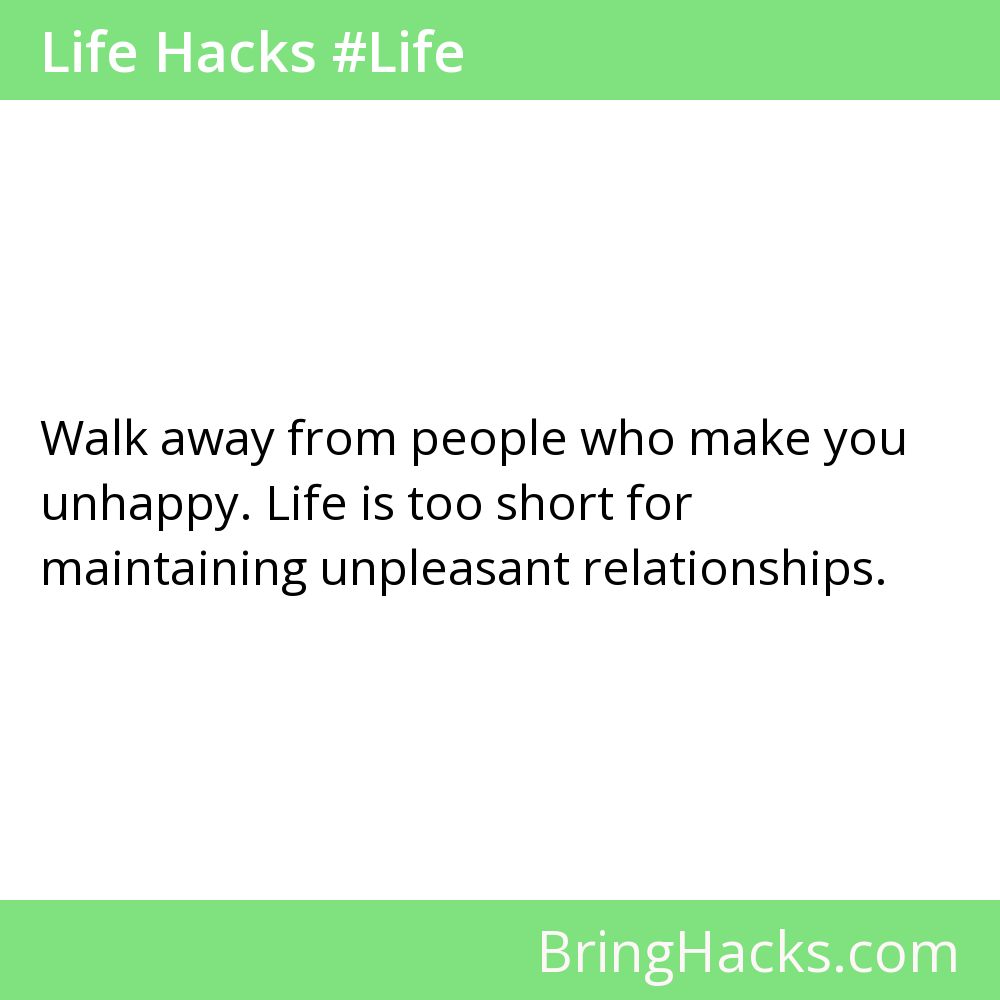 Life Hacks #Life
Walk away from people who make you
unhappy. Life is too short for
maintaining unpleasant relationships.
BringHacks.com